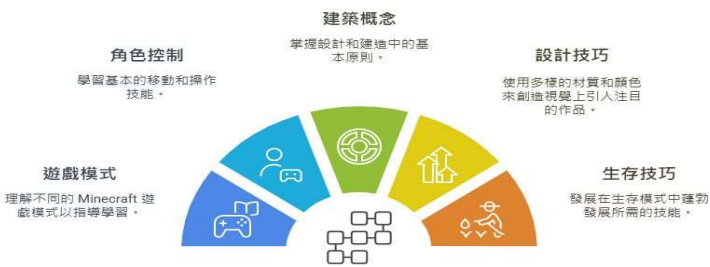 遊戲模式
理解不同的 Minecraft 遊
戲模式以指導學習。
角色控制
學習基本的移動和操作
技能。
建築概念
掌握設計和建造中的基
本原則。
設計技巧
使用多樣的材質和顏色
來創造視覺上引人注目
的作品。
生存技巧
發展在生存模式中蓬勃
發展所需的技能。